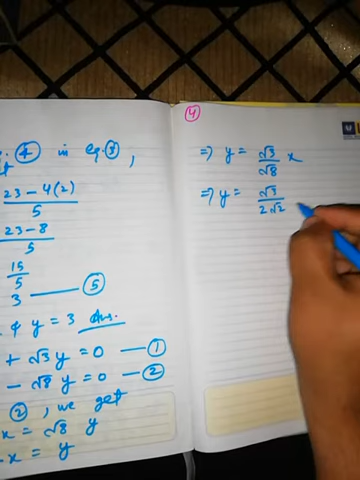 ④ in eq. ③,
23 - 4(2) / 5
23 - 8 / 5
15 / 5
3 —— ⑤
& y = 3 Ans.
+ √3 y = 0 —— ①
- √8 y = 0 —— ②
②, we get
x = √8 y
x = y
④
⇒ y = √3 / √8 x
⇒ y = √3 / 2√2